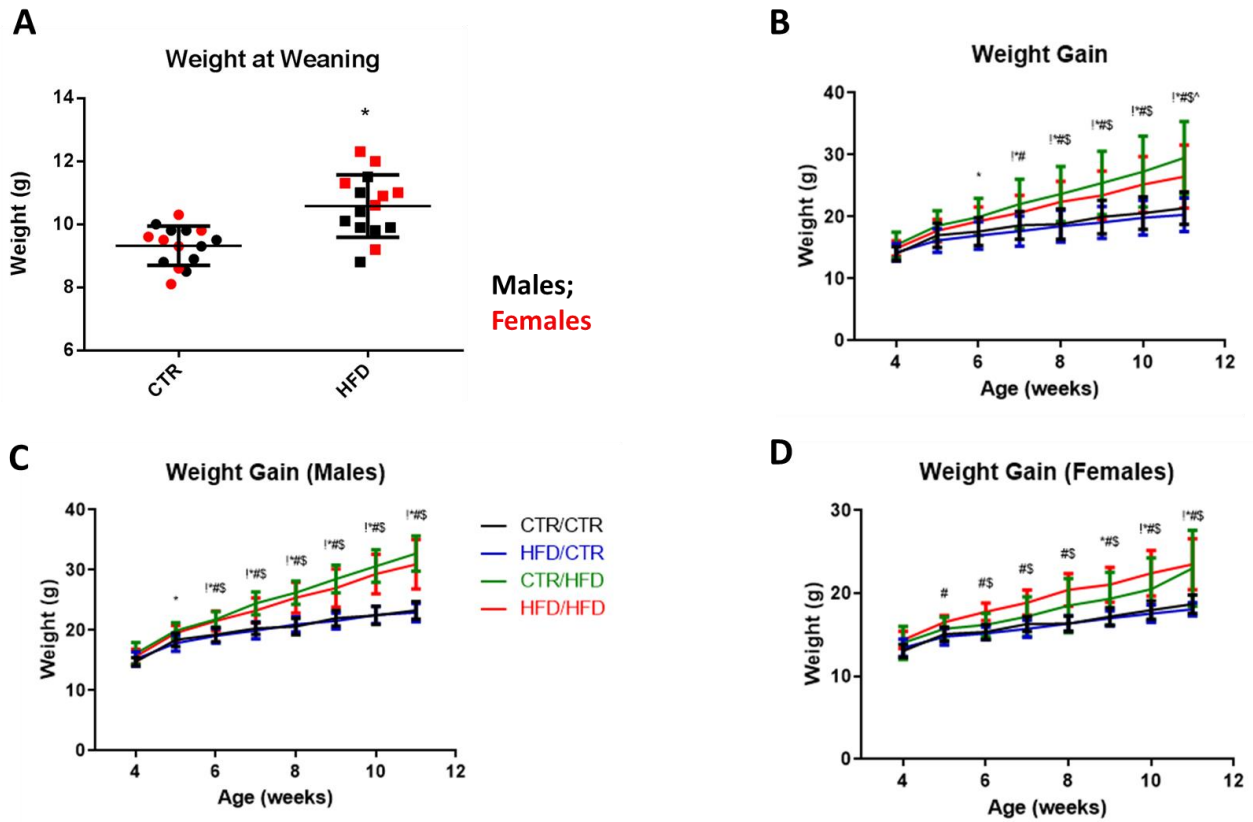 A
Weight at Weaning
Weight (g)
14
12
10
8
6
*
CTR
HFD
Males;
Females
B
Weight Gain
Weight (g)
40
30
20
10
0
*
!*#
!*#$
!*#$
!*#$
!*#$^
4
6
8
10
12
Age (weeks)
C
Weight Gain (Males)
Weight (g)
40
30
20
10
0
*
!*#$
!*#$
!*#$
!*#$
!*#$
!*#$
4
6
8
10
12
Age (weeks)
CTR/CTR
HFD/CTR
CTR/HFD
HFD/HFD
D
Weight Gain (Females)
Weight (g)
30
20
10
0
#
#$
#$
#$
*#$
!*#$
!*#$
4
6
8
10
12
Age (weeks)